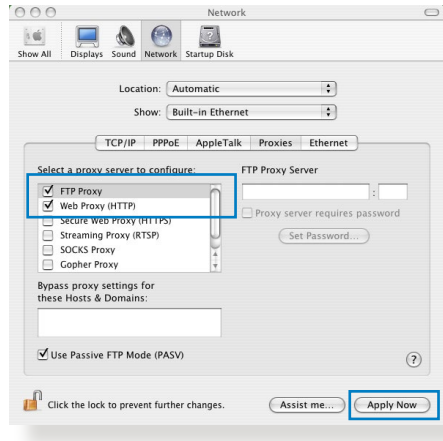 Network
Show All Displays Sound Network Startup Disk
Location: Automatic
Show: Built-in Ethernet
TCP/IP PPPoE AppleTalk Proxies Ethernet
Select a proxy server to configure:
FTP Proxy
Web Proxy (HTTP)
Secure Web Proxy (HTTPS)
Streaming Proxy (RTSP)
SOCKS Proxy
Gopher Proxy
FTP Proxy Server
:
Proxy server requires password
Set Password...
Bypass proxy settings for
these Hosts & Domains:
Use Passive FTP Mode (PASV)
?
Click the lock to prevent further changes.
Assist me... Apply Now